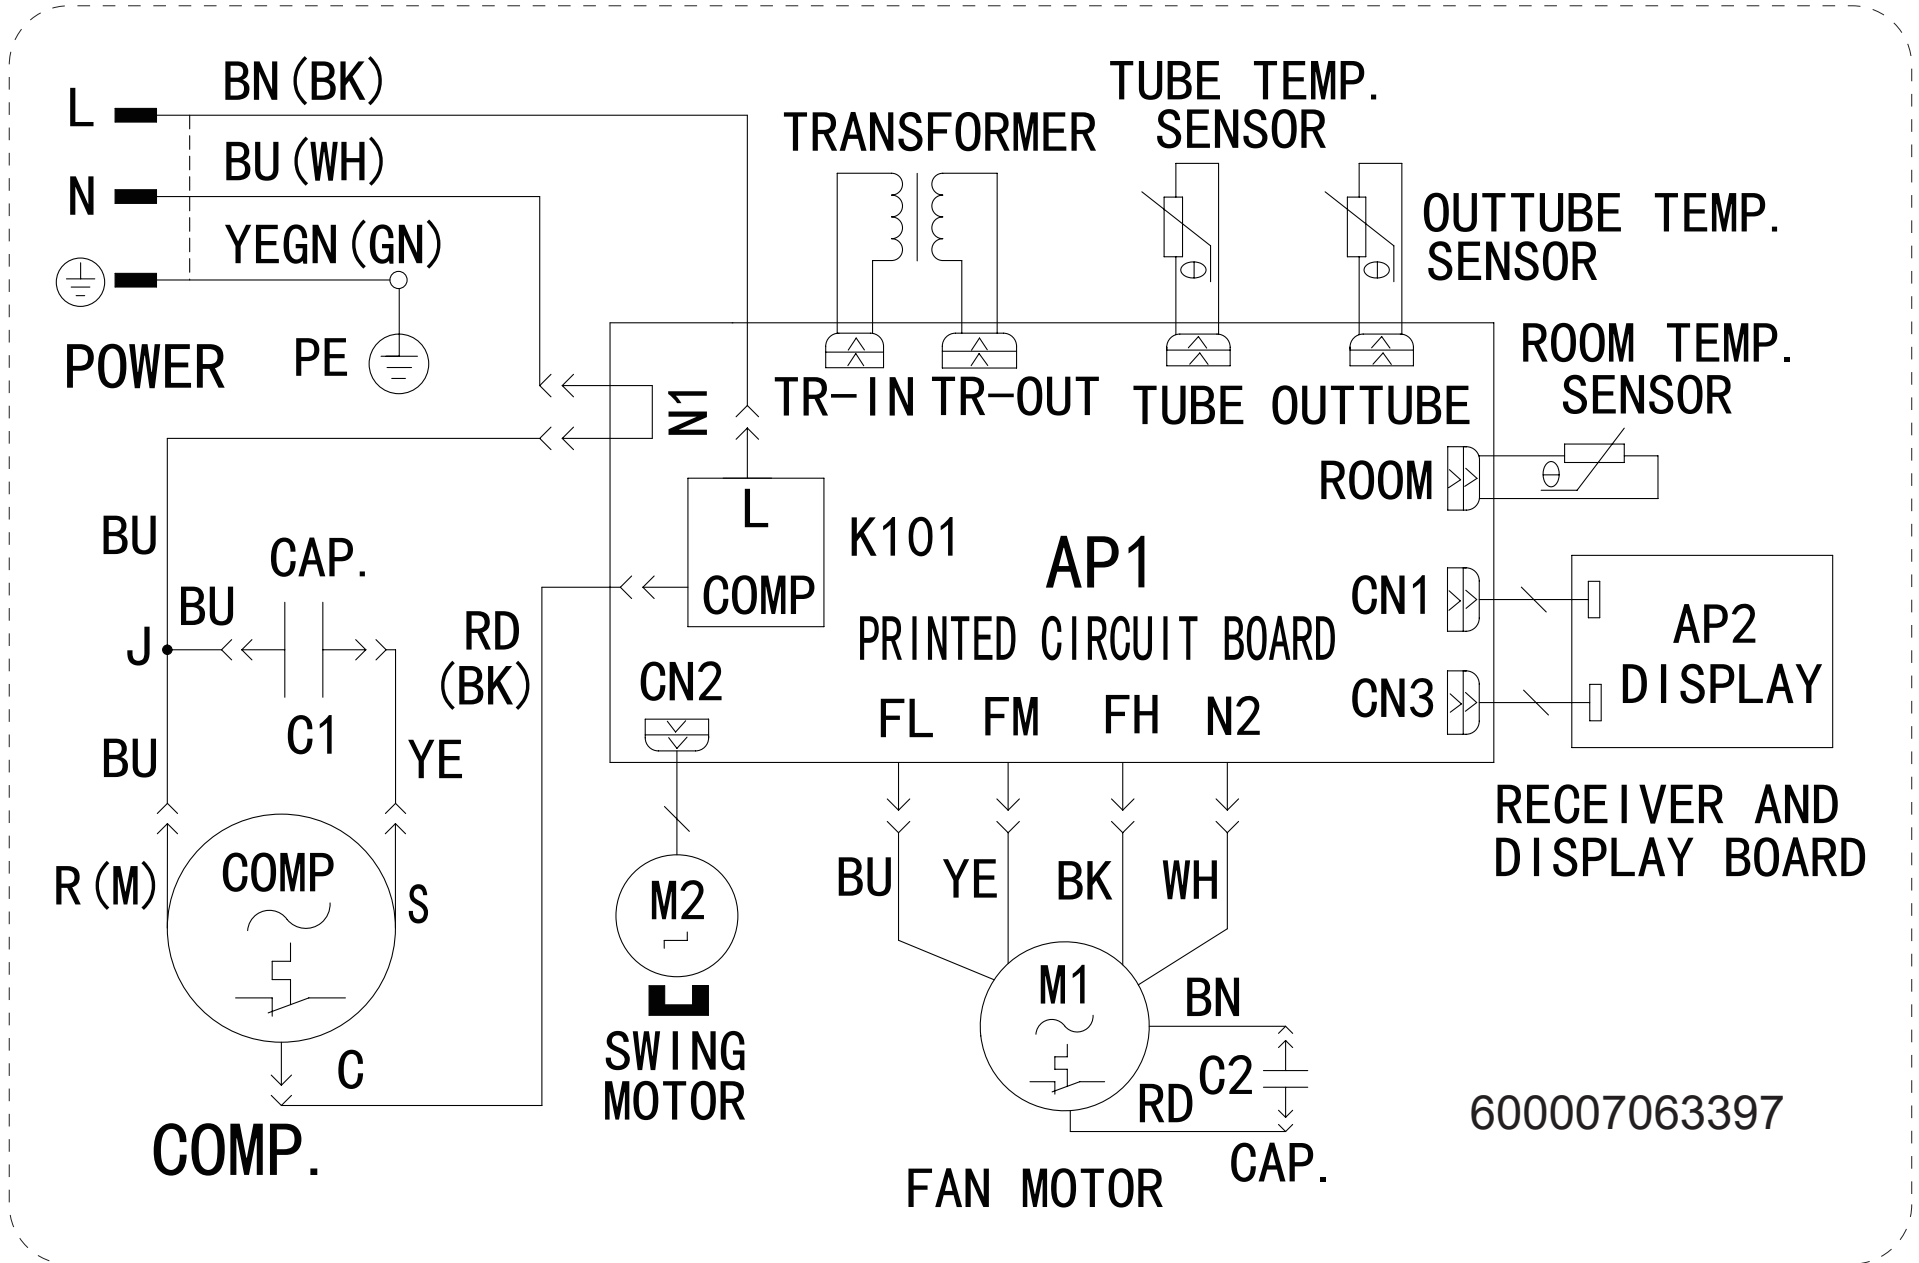 L
BN(BK)
N
BU(WH)
YEGN(GN)
POWER
PE
TRANSFORMER
TUBE TEMP.
SENSOR
OUTTUBE TEMP.
SENSOR
ROOM TEMP.
SENSOR
TR-IN
TR-OUT
TUBE
OUTTUBE
N1
ROOM
L
COMP
K101
AP1
PRINTED CIRCUIT BOARD
CN1
CN3
AP2
DISPLAY
RECEIVER AND
DISPLAY BOARD
CN2
FL
FM
FH
N2
BU
CAP.
BU
J
C1
BU
YE
RD
(BK)
R(M)
COMP
S
C
COMP.
M2
SWING
MOTOR
BU
YE
BK
WH
M1
BN
C2
RD
CAP.
FAN MOTOR
600007063397